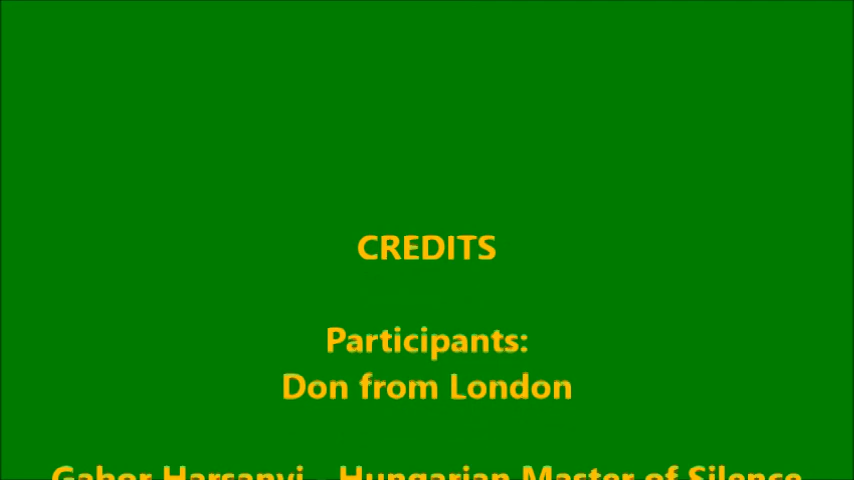 CREDITS
Participants:
Don from London
Gabor Harsanyi - Hungarian Master of Silence